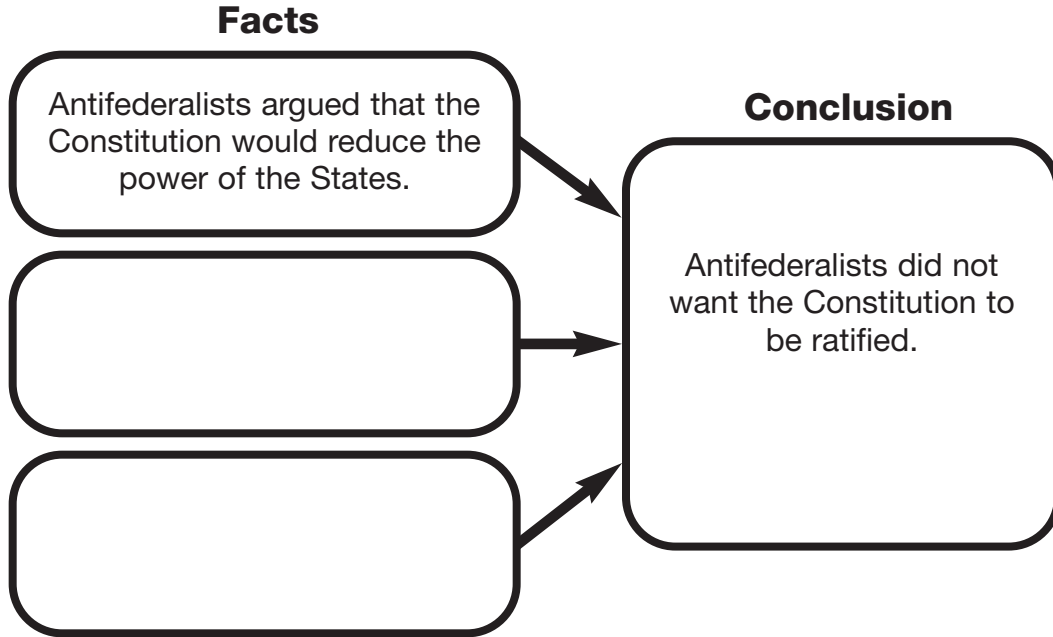 Facts
Antifederalists argued that the
Constitution would reduce the
power of the States.
Conclusion
Antifederalists did not
want the Constitution to
be ratified.